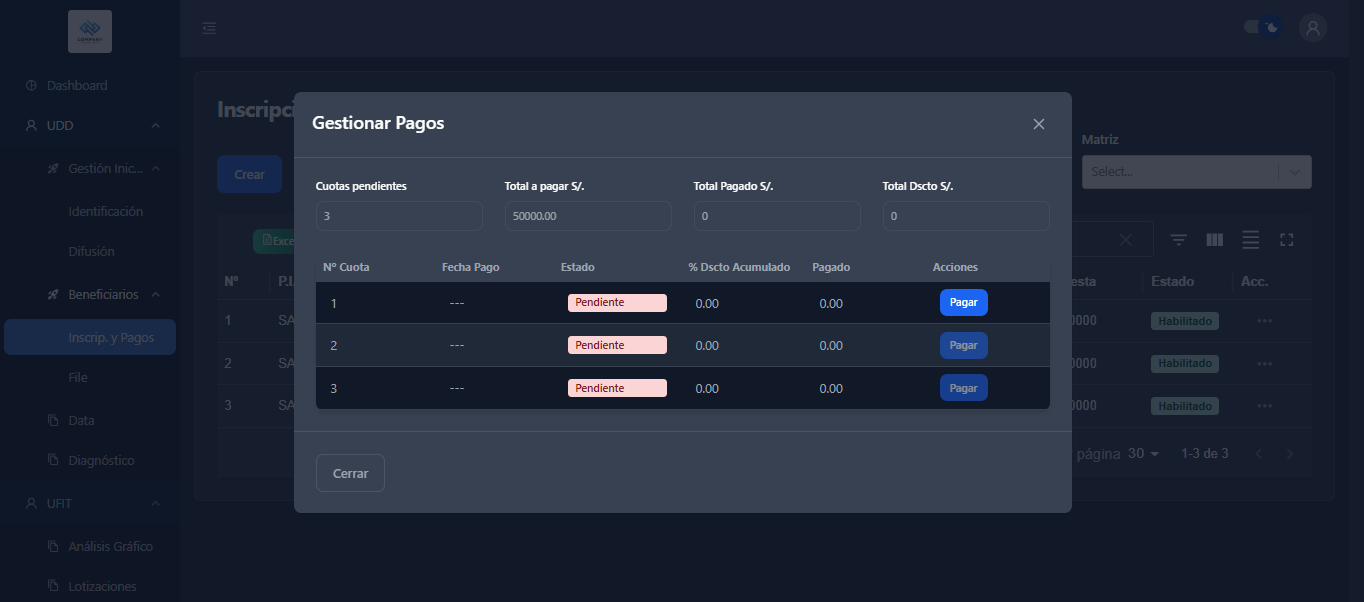 COMPANY
Dashboard
UDD
Gestión Inic...
Identificación
Difusión
Beneficiarios
Inscrip. y Pagos
File
Data
Diagnóstico
UFIT
Análisis Gráfico
Lotizaciones
Crear
Matriz
Select...
Nº P.I. Estado Acc.
1 SA 0000 Habilitado ...
2 SA 0000 Habilitado ...
3 SA 0000 Habilitado ...
página 30 1-3 de 3
Gestionar Pagos
Cuotas pendientes Total a pagar S/. Total Pagado S/. Total Dscto S/.
3 50000.00 0 0
Nº Cuota Fecha Pago Estado % Dscto Acumulado Pagado Acciones
1 --- Pendiente 0.00 0.00 Pagar
2 --- Pendiente 0.00 0.00 Pagar
3 --- Pendiente 0.00 0.00 Pagar
Cerrar